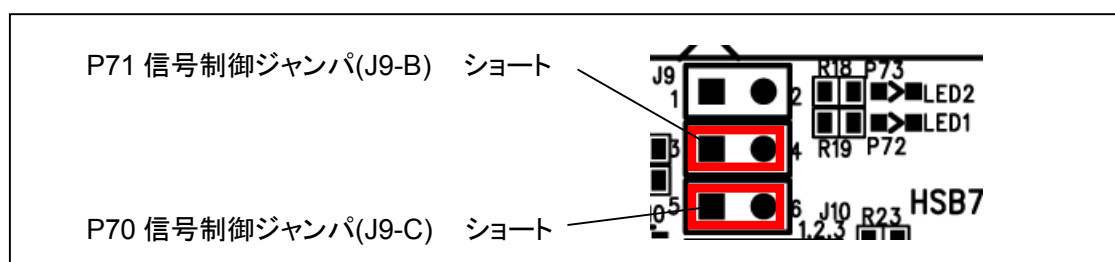 P71 信号制御ジャンパ(J9-B) ショート
P70 信号制御ジャンパ(J9-C) ショート
J9
R18 P73
1 2 LED2
LED1
3 4 R19 P72
5 6 J10 R23 HSB7
1.2.3